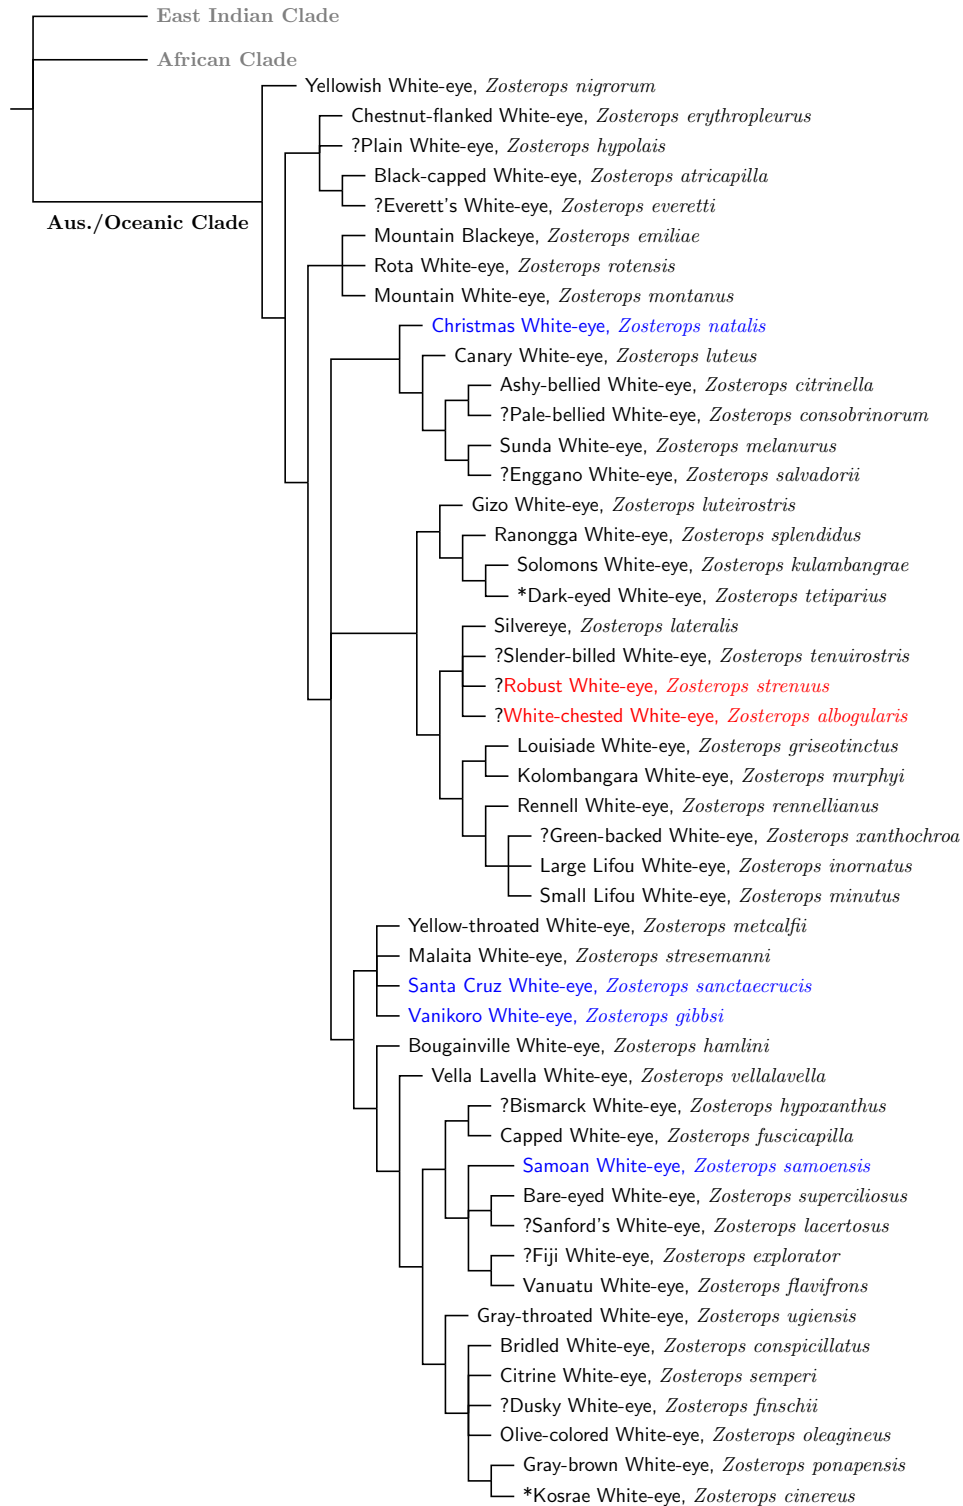 East Indian Clade
African Clade
Yellowish White-eye, Zosterops nigrorum
Chestnut-flanked White-eye, Zosterops erythropleurus
?Plain White-eye, Zosterops hypolais
Black-capped White-eye, Zosterops atricapilla
?Everett's White-eye, Zosterops everetti
Aus./Oceanic Clade
Mountain Blackeye, Zosterops emiliae
Rota White-eye, Zosterops rotensis
Mountain White-eye, Zosterops montanus
Christmas White-eye, Zosterops natalis
Canary White-eye, Zosterops luteus
Ashy-bellied White-eye, Zosterops citrinella
?Pale-bellied White-eye, Zosterops consobrinorum
Sunda White-eye, Zosterops melanurus
?Enggano White-eye, Zosterops salvadorii
Gizo White-eye, Zosterops luteirostris
Ranongga White-eye, Zosterops splendidus
Solomons White-eye, Zosterops kulambangrae
*Dark-eyed White-eye, Zosterops tetiparius
Silvereye, Zosterops lateralis
?Slender-billed White-eye, Zosterops tenuirostris
?Robust White-eye, Zosterops strenuus
?White-chested White-eye, Zosterops albogularis
Louisiade White-eye, Zosterops griseotinctus
Kolombangara White-eye, Zosterops murphyi
Rennell White-eye, Zosterops rennellianus
?Green-backed White-eye, Zosterops xanthochroa
Large Lifou White-eye, Zosterops inornatus
Small Lifou White-eye, Zosterops minutus
Yellow-throated White-eye, Zosterops metcalfii
Malaita White-eye, Zosterops stresemanni
Santa Cruz White-eye, Zosterops sanctaecrucis
Vanikoro White-eye, Zosterops gibbsi
Bougainville White-eye, Zosterops hamlini
Vella Lavella White-eye, Zosterops vellalavella
?Bismarck White-eye, Zosterops hypoxanthus
Capped White-eye, Zosterops fuscicapilla
Samoan White-eye, Zosterops samoensis
Bare-eyed White-eye, Zosterops superciliosus
?Sanford's White-eye, Zosterops lacertosus
?Fiji White-eye, Zosterops explorator
Vanuatu White-eye, Zosterops flavifrons
Gray-throated White-eye, Zosterops ugiensis
Bridled White-eye, Zosterops conspicillatus
Citrine White-eye, Zosterops semperi
?Dusky White-eye, Zosterops finschii
Olive-colored White-eye, Zosterops oleagineus
Gray-brown White-eye, Zosterops ponapensis
*Kosrae White-eye, Zosterops cinereus